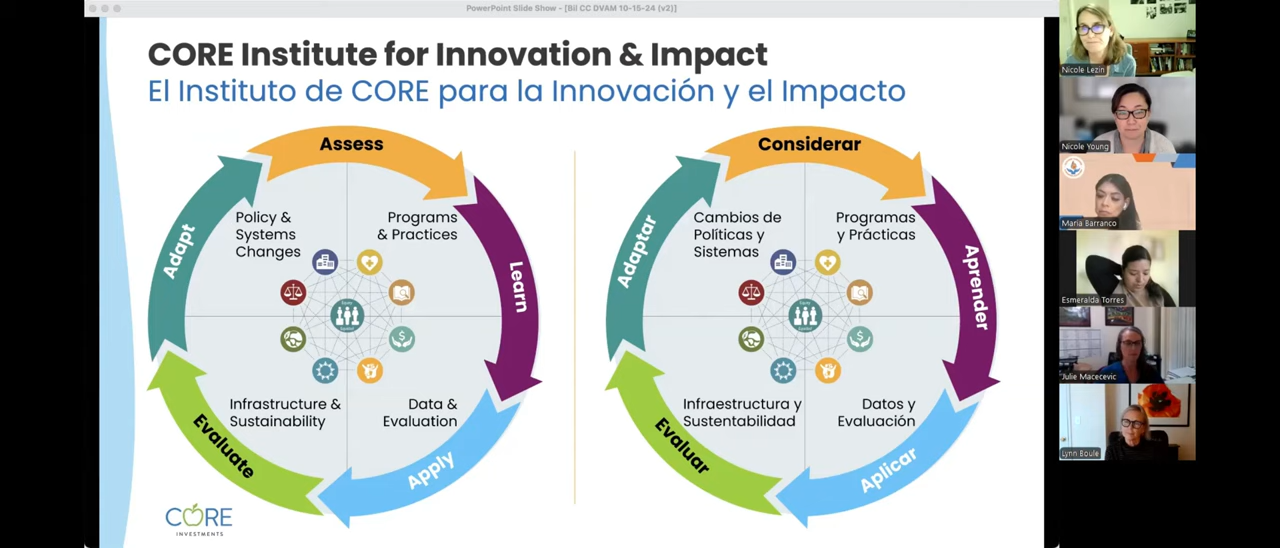 PowerPoint Slide Show - [Bil CC DVAM 10-15-24 (v2)]
CORE Institute for Innovation & Impact
El Instituto de CORE para la Innovación y el Impacto
Assess
Policy &
Systems
Changes
Programs
& Practices
Adapt
Learn
Infrastructure &
Sustainability
Data &
Evaluation
Evaluate
Apply
Considerar
Cambios de
Políticas y
Sistemas
Programas
y Prácticas
Adaptar
Aprender
Infraestructura y
Sustentabilidad
Datos y
Evaluación
Evaluar
Aplicar
CORE
INVESTMENTS
Nicole Lezin
Nicole Young
Maria Barranco
Esmeralda Torres
Julie Macecevic
Lynn Boule